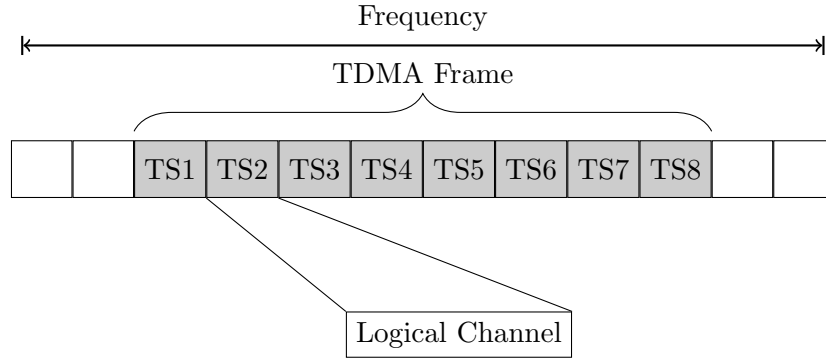 Frequency
TDMA Frame
TS1 TS2 TS3 TS4 TS5 TS6 TS7 TS8
Logical Channel